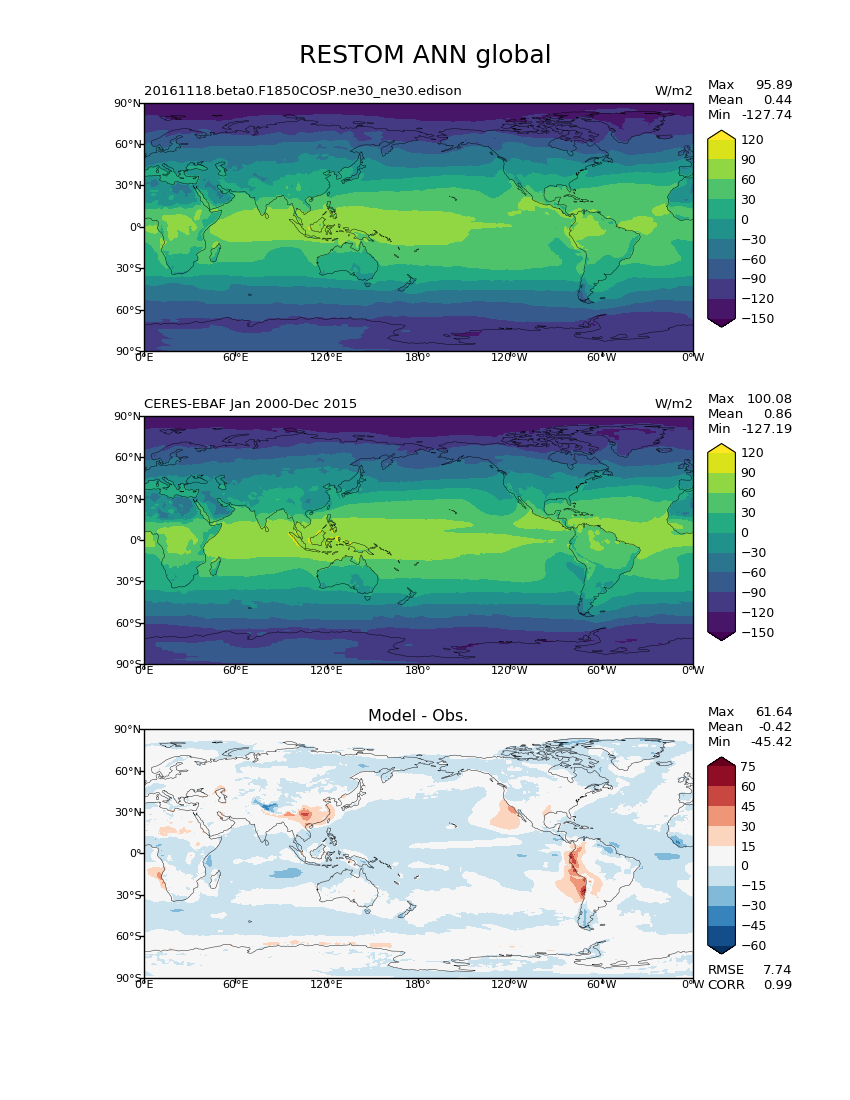 RESTOM ANN global
20161118.beta0.F1850COSP.ne30_ne30.edison W/m2
Max 95.89
Mean 0.44
Min -127.74
90°N
60°N
30°N
0°
30°S
60°S
90°S
0°E 60°E 120°E 180° 120°W 60°W 0°W
120
90
60
30
0
−30
−60
−90
−120
−150
CERES-EBAF Jan 2000-Dec 2015 W/m2
Max 100.08
Mean 0.86
Min -127.19
90°N
60°N
30°N
0°
30°S
60°S
90°S
0°E 60°E 120°E 180° 120°W 60°W 0°W
120
90
60
30
0
−30
−60
−90
−120
−150
Model - Obs.
Max 61.64
Mean -0.42
Min -45.42
90°N
60°N
30°N
0°
30°S
60°S
90°S
0°E 60°E 120°E 180° 120°W 60°W 0°W
75
60
45
30
15
0
−15
−30
−45
−60
RMSE 7.74
CORR 0.99